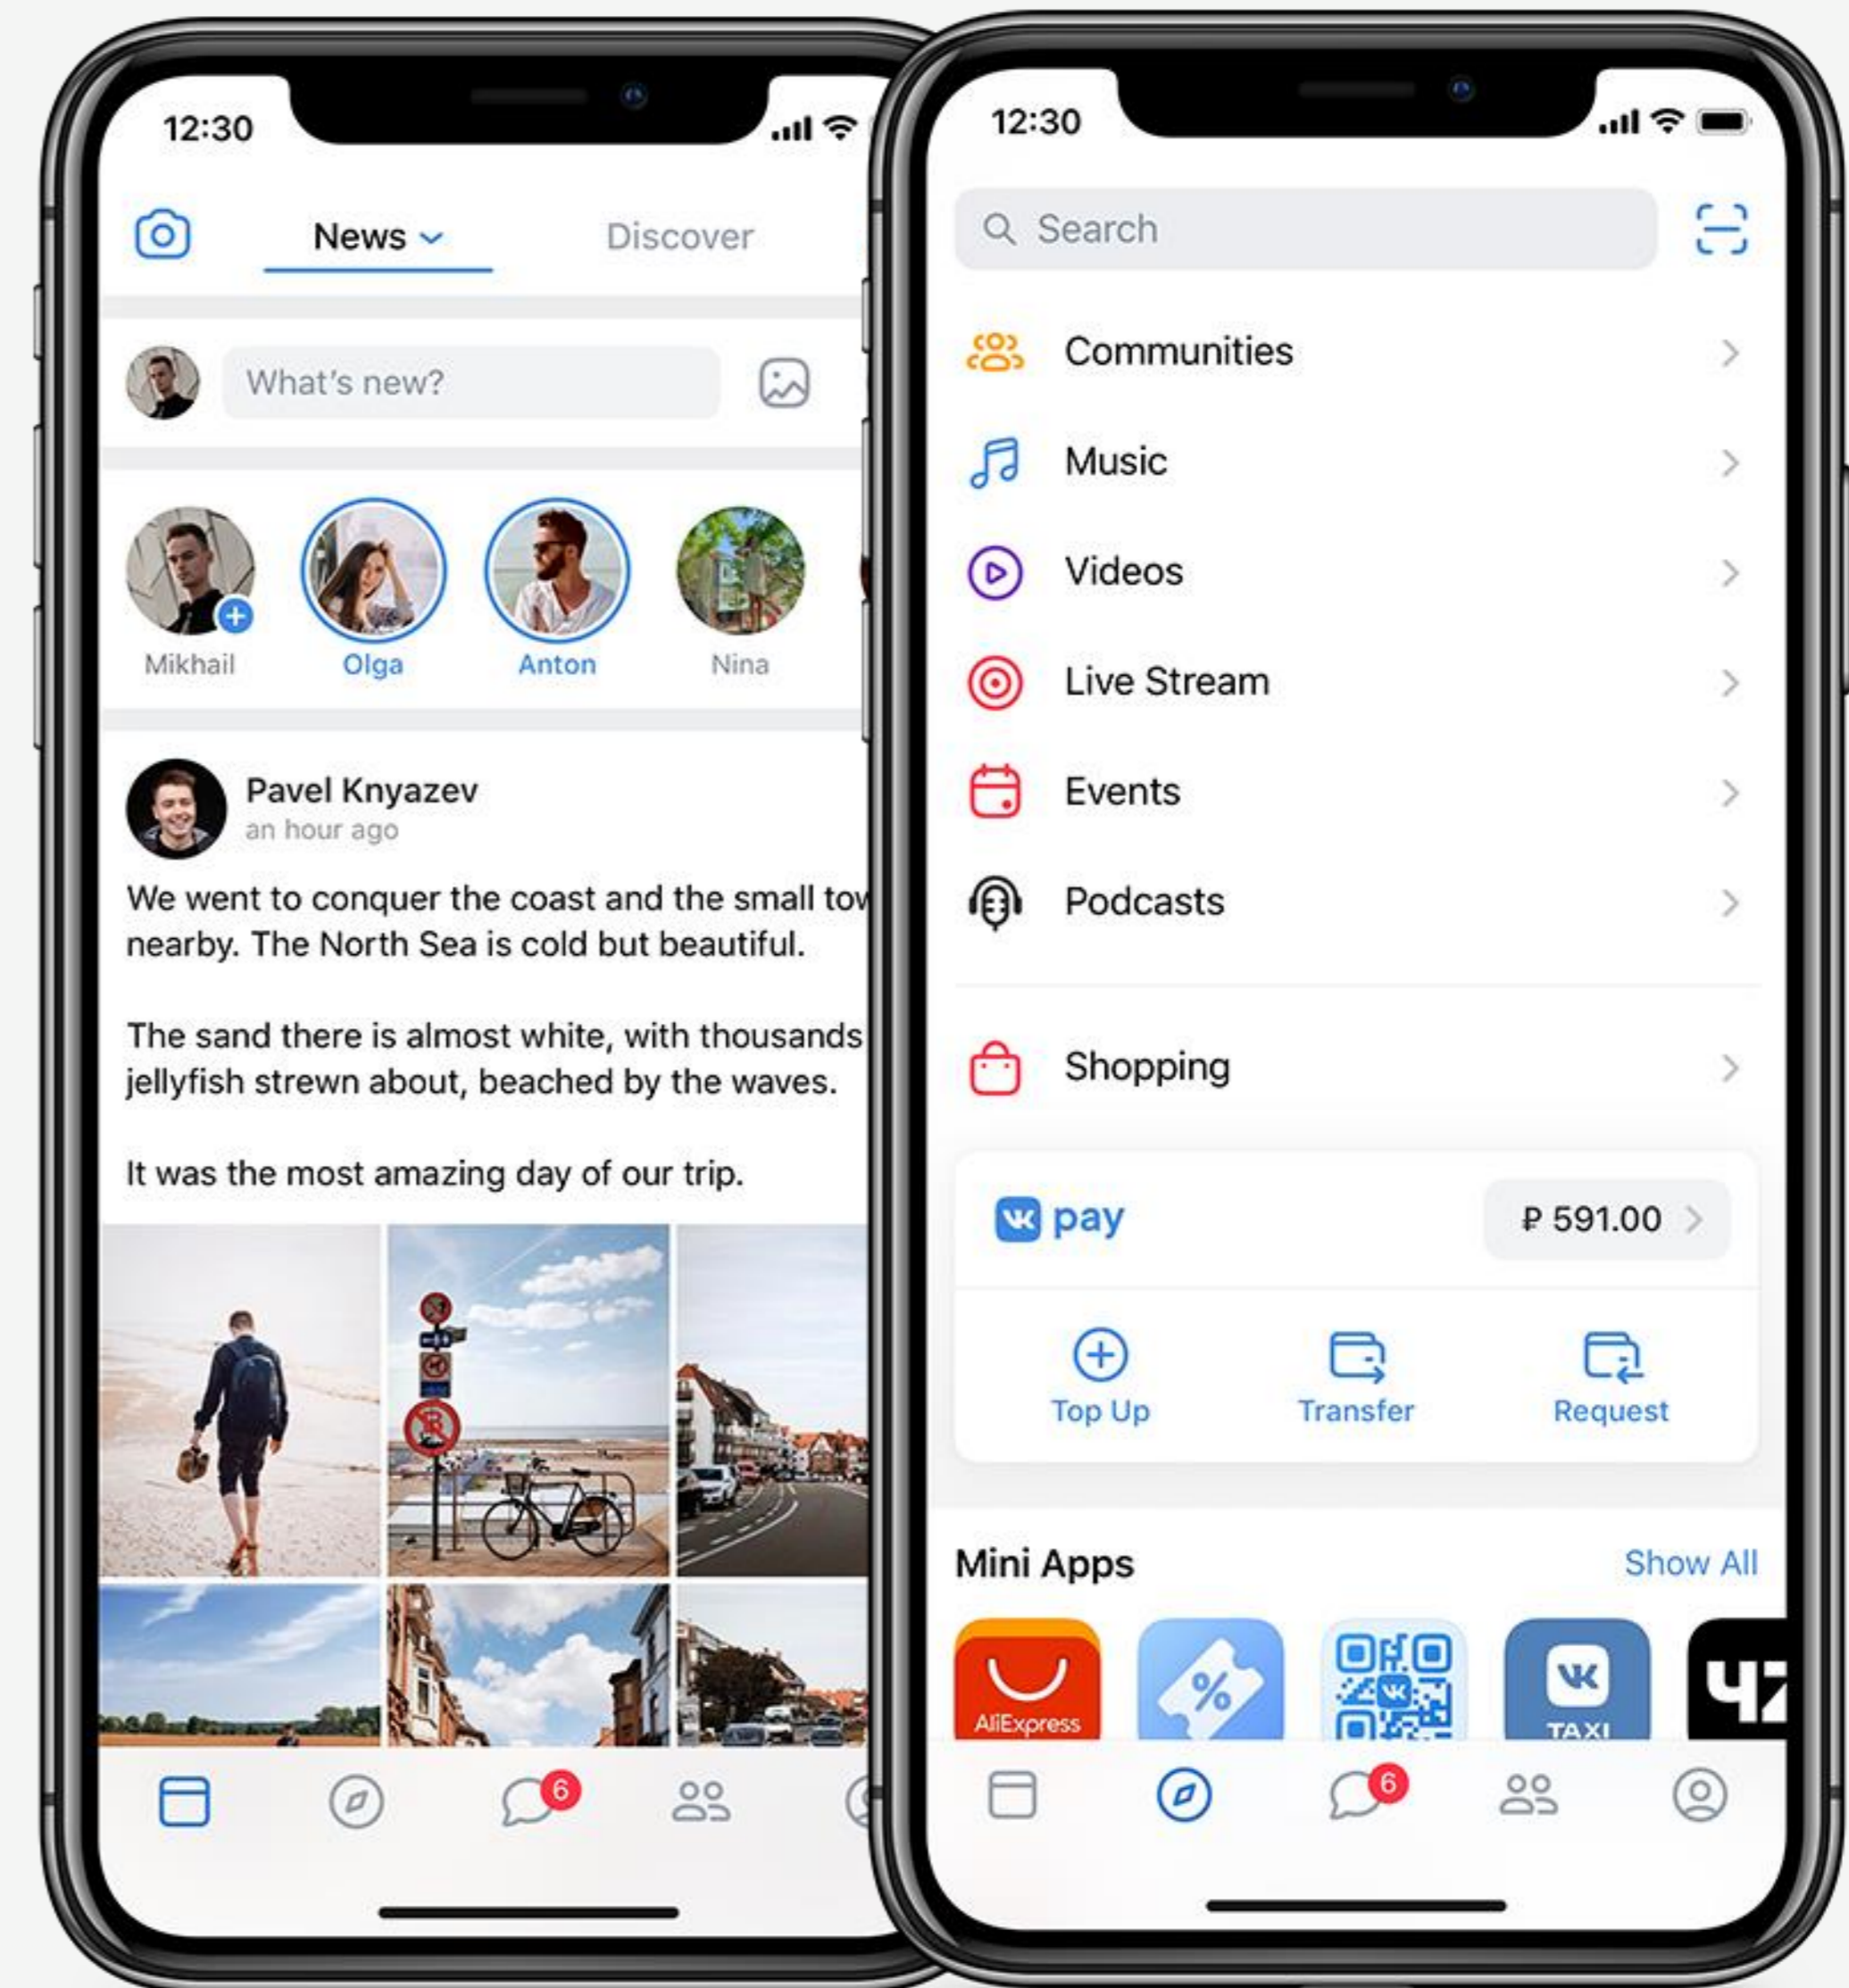 12:30
News
Discover
What's new?
Mikhail
Olga
Anton
Nina
Pavel Knyazev
an hour ago
We went to conquer the coast and the small
nearby. The North Sea is cold but beautiful.
The sand there is almost white, with thousands
jellyfish strewn about, beached by the waves.
It was the most amazing day of our trip.
6
12:30
Search
Communities
Music
Videos
Live Stream
Events
Podcasts
Shopping
VK pay
₽ 591.00
Top Up
Transfer
Request
Mini Apps
Show All
AliExpress
%
VK
VK
TAXI
6